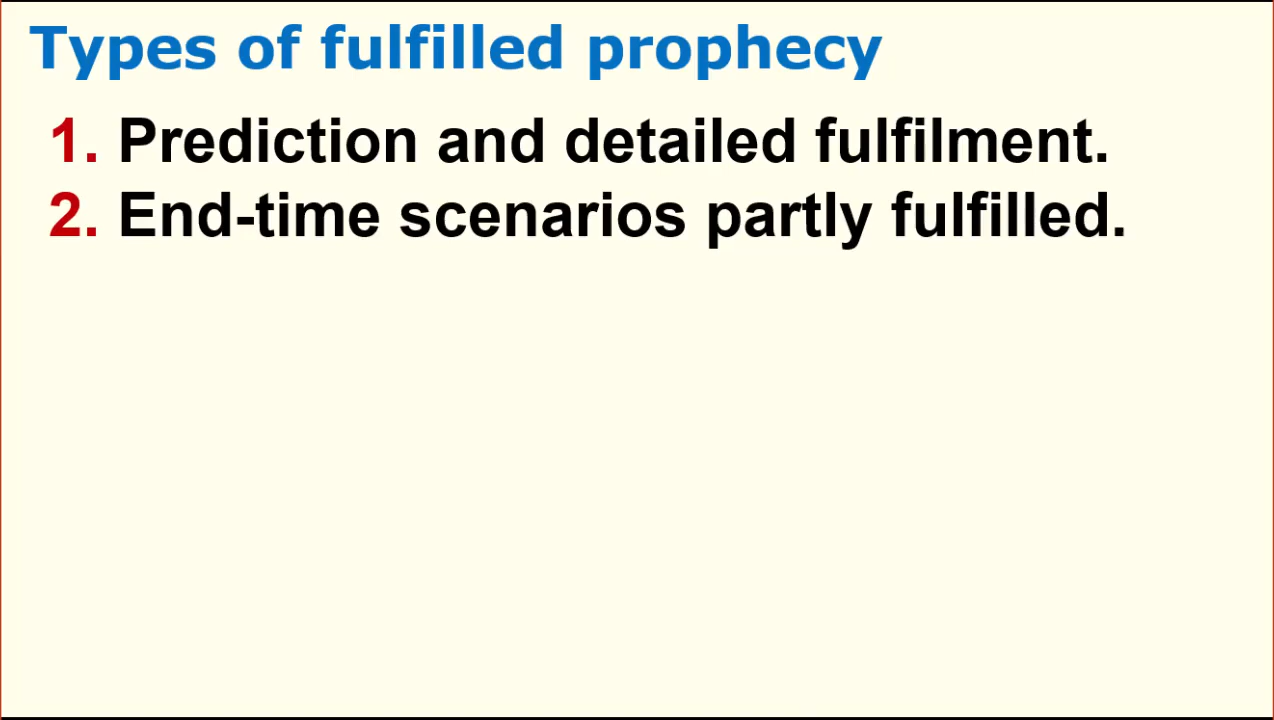 Types of fulfilled prophecy
1. Prediction and detailed fulfilment.
2. End-time scenarios partly fulfilled.